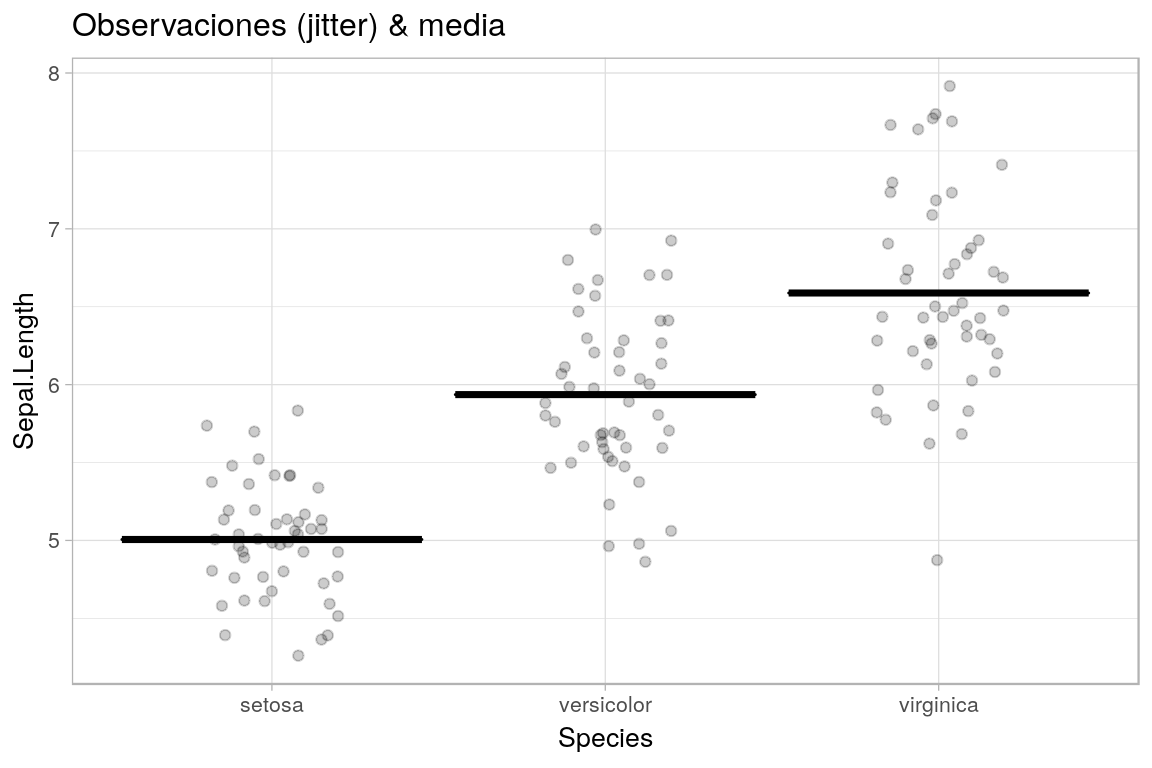 Observaciones (jitter) & media
8
7
6
5
Sepal.Length
setosa versicolor virginica
Species